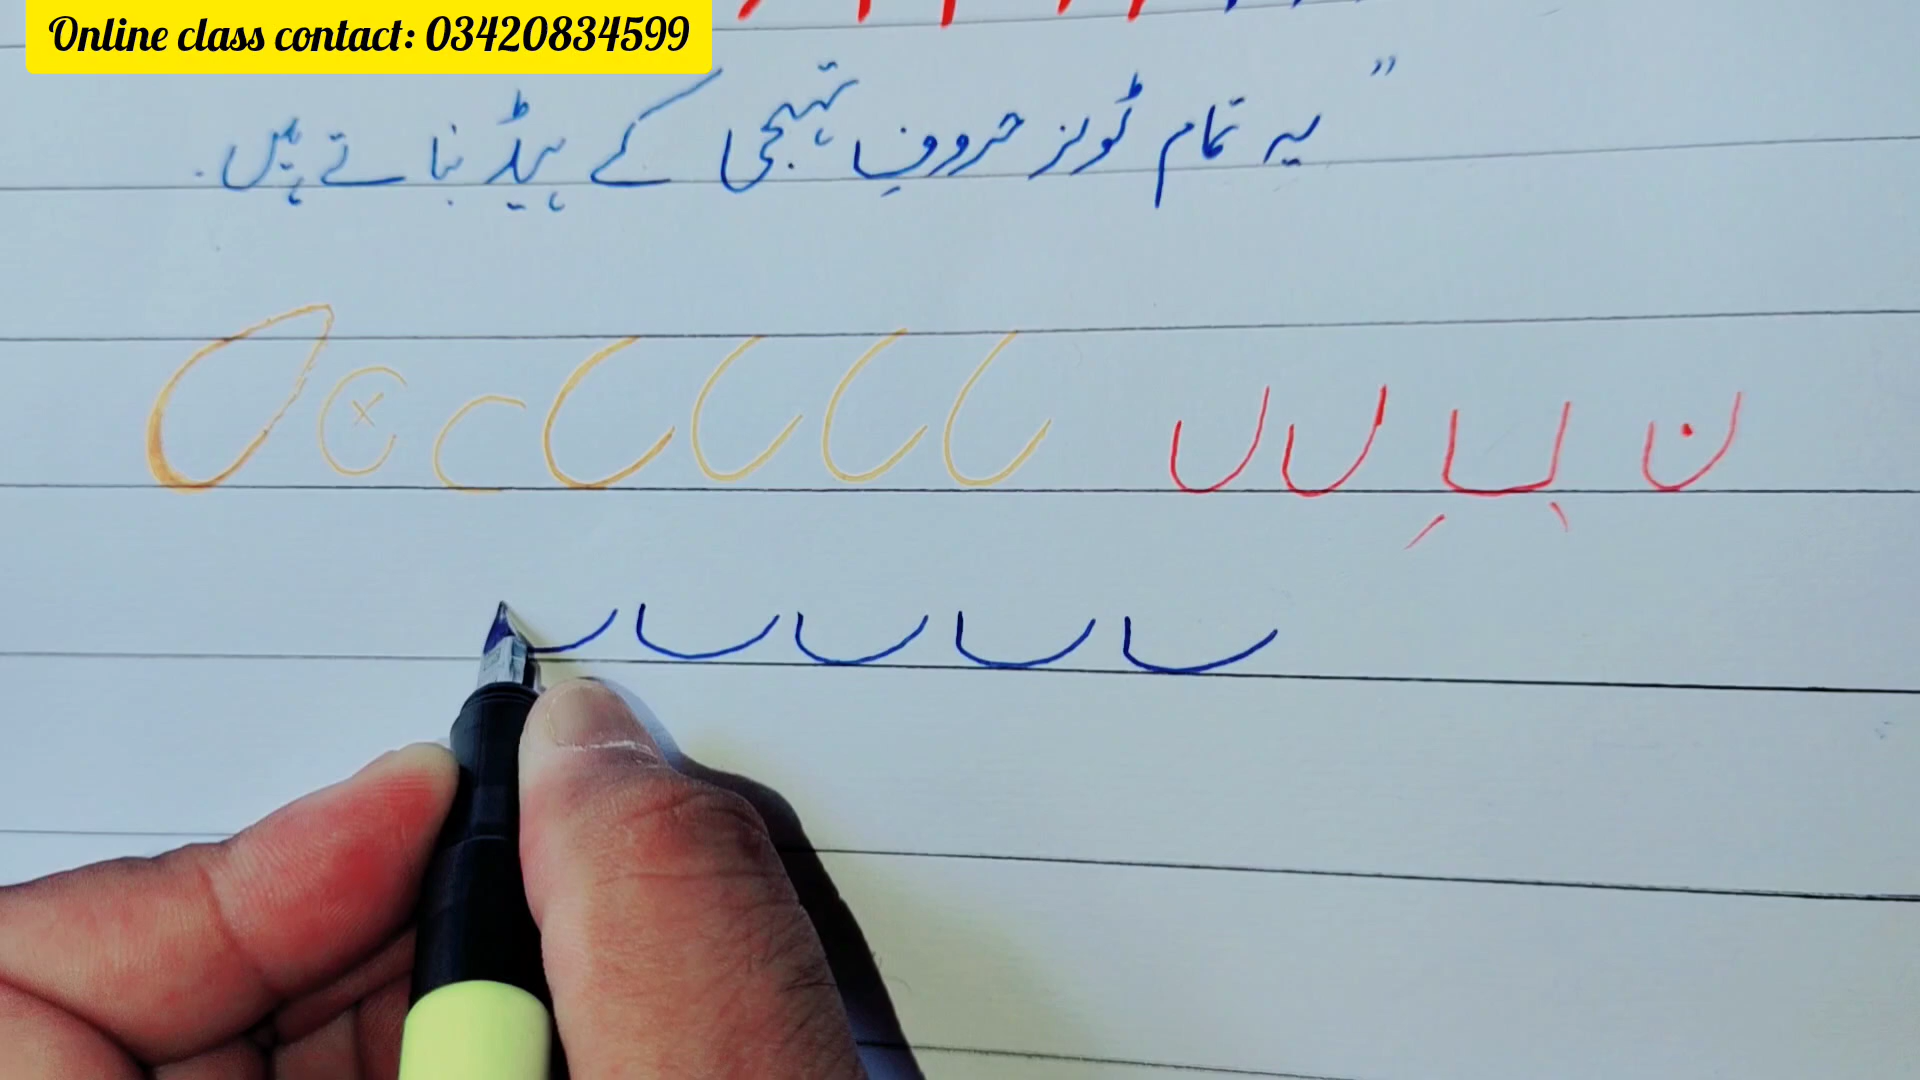 Online class contact: 03420834599
” یہ تمام ٹولز حروفِ تہجی کے ہیڈ بناتے ہیں۔
ن